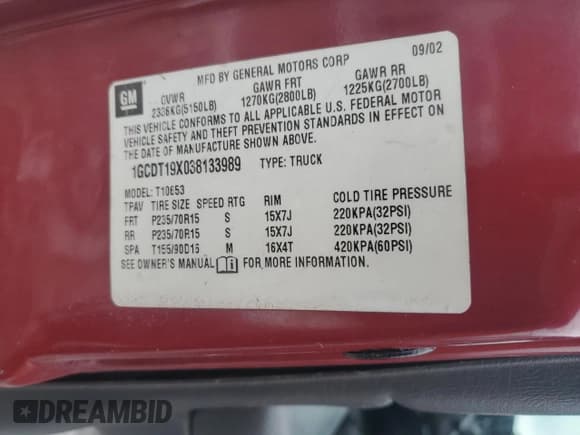 09/02
MFD BY GENERAL MOTORS CORP
GM
GVWR GAWR FRT GAWR RR
2336KG(5150LB) 1270KG(2800LB) 1225KG(2700LB)
THIS VEHICLE CONFORMS TO ALL APPLICABLE U.S. FEDERAL MOTOR
VEHICLE SAFETY AND THEFT PREVENTION STANDARDS IN EFFECT ON
THE DATE OF MANUFACTURE SHOWN ABOVE.
1GCDT19X038133989 TYPE: TRUCK
MODEL: T10653
TPAV TIRE SIZE SPEED RTG RIM COLD TIRE PRESSURE
FRT P235/70R15 S 15X7J 220KPA(32PSI)
RR P235/70R15 S 15X7J 220KPA(32PSI)
SPA T155/90D16 M 16X4T 420KPA(60PSI)
SEE OWNER'S MANUAL FOR MORE INFORMATION.
DREAMBID